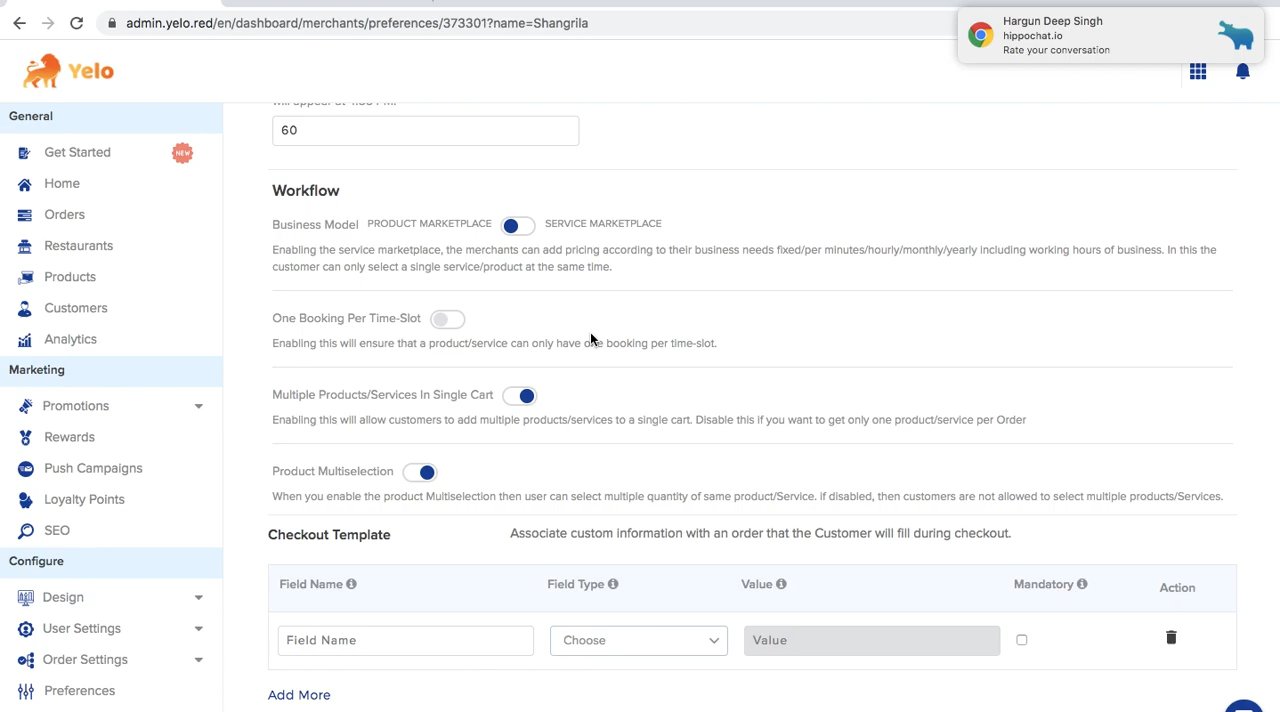 admin.yelo.red/en/dashboard/merchants/preferences/373301?name=Shangrila
Hargun Deep Singh
hippochat.io
Rate your conversation
Yelo
General
Get Started
NEW
Home
Orders
Restaurants
Products
Customers
Analytics
Marketing
Promotions
Rewards
Push Campaigns
Loyalty Points
SEO
Configure
Design
User Settings
Order Settings
Preferences
60
Workflow
Business Model PRODUCT MARKETPLACE SERVICE MARKETPLACE
Enabling the service marketplace, the merchants can add pricing according to their business needs fixed/per minutes/hourly/monthly/yearly including working hours of business. In this the
customer can only select a single service/product at the same time.
One Booking Per Time-Slot
Enabling this will ensure that a product/service can only have one booking per time-slot.
Multiple Products/Services In Single Cart
Enabling this will allow customers to add multiple products/services to a single cart. Disable this if you want to get only one product/service per Order
Product Multiselection
When you enable the product Multiselection then user can select multiple quantity of same product/Service. if disabled, then customers are not allowed to select multiple products/Services.
Checkout Template Associate custom information with an order that the Customer will fill during checkout.
Field Name Field Type Value Mandatory Action
Field Name Choose Value
Add More